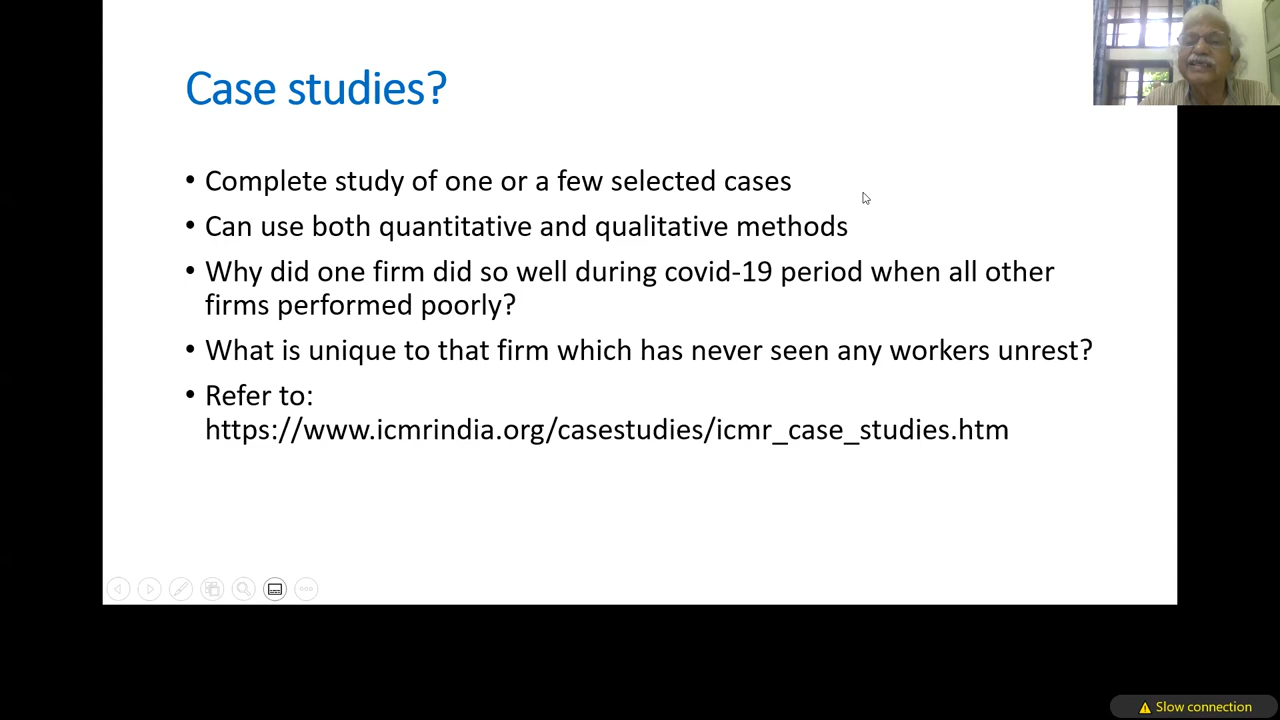 Case studies?
• Complete study of one or a few selected cases
• Can use both quantitative and qualitative methods
• Why did one firm did so well during covid-19 period when all other
firms performed poorly?
• What is unique to that firm which has never seen any workers unrest?
• Refer to:
https://www.icmrindia.org/casestudies/icmr_case_studies.htm
Slow connection